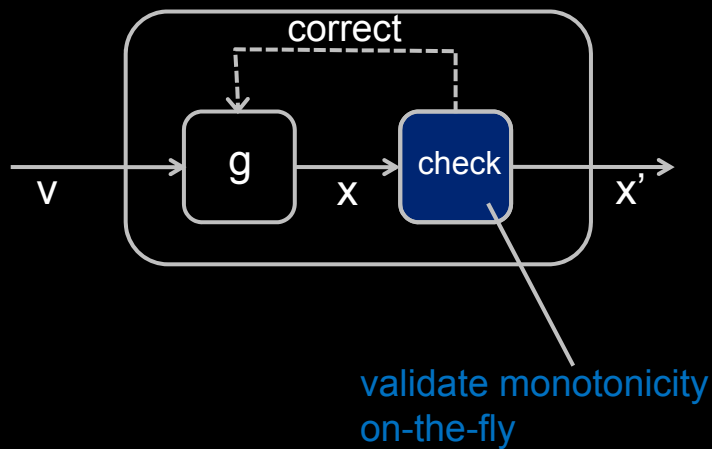 correct
g
check
v
x
x’
validate monotonicity
on-the-fly